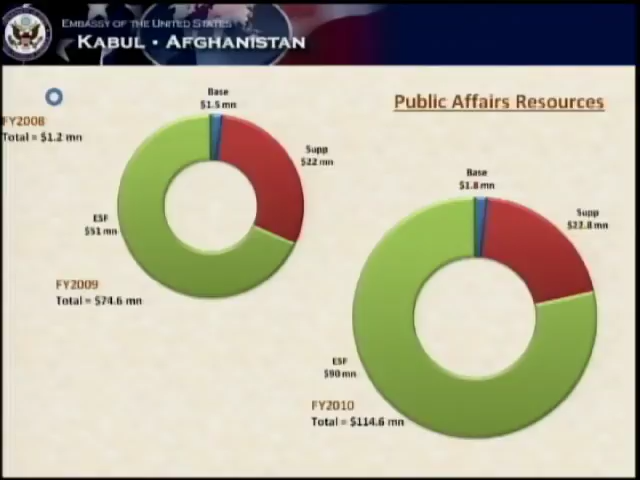 EMBASSY OF THE UNITED STATES
KABUL • AFGHANISTAN
Public Affairs Resources
FY2008
Total = $1.2 mn
Base
$1.5 mn
Supp
$22 mn
ESF
$51 mn
FY2009
Total = $74.6 mn
Base
$1.8 mn
Supp
$22.8 mn
ESF
$90 mn
FY2010
Total = $114.6 mn